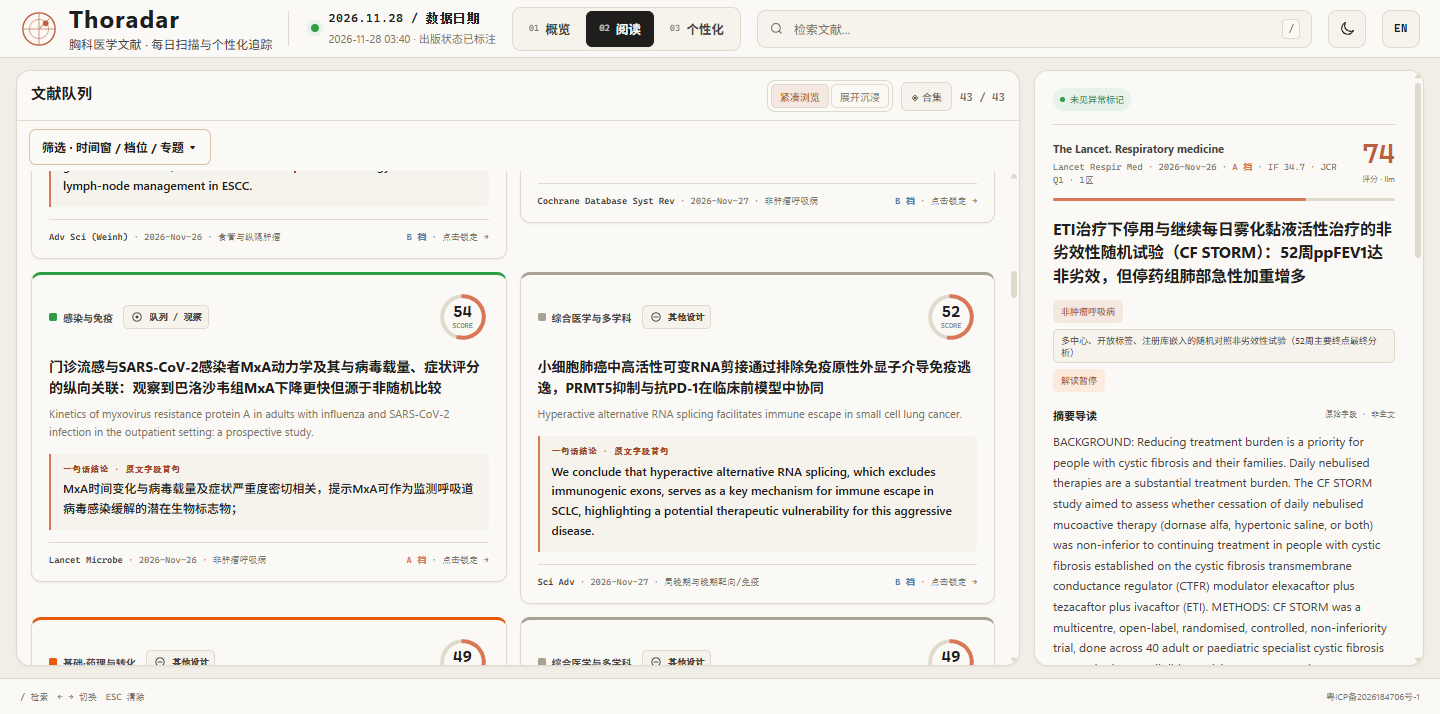 Thoradar
胸科医学文献 · 每日扫描与个性化追踪
2026.11.28 / 数据日期
2026-11-28 03:40 · 出版状态已标注
01 概览
02 阅读
03 个性化
检索文献...
/
EN
文献队列
紧凑浏览
展开沉浸
◈ 合集
43 / 43
筛选 · 时间窗 / 档位 / 专题 ▾
lymph-node management in ESCC.
Adv Sci (Weinh) · 2026-Nov-26 · 食管与纵隔肿瘤
B 档 · 点击锁定 →
Cochrane Database Syst Rev · 2026-Nov-27 · 非肿瘤呼吸病
B 档 · 点击锁定 →
感染与免疫
队列 / 观察
54
SCORE
门诊流感与SARS-CoV-2感染者MxA动力学及其与病毒载量、症状评分
的纵向关联：观察到巴洛沙韦组MxA下降更快但源于非随机比较
Kinetics of myxovirus resistance protein A in adults with influenza and SARS-CoV-2
infection in the outpatient setting: a prospective study.
一句话结论 · 原文字段首句
MxA时间变化与病毒载量及症状严重度密切相关，提示MxA可作为监测呼吸道
病毒感染缓解的潜在生物标志物；
Lancet Microbe · 2026-Nov-26 · 非肿瘤呼吸病
A 档 · 点击锁定 →
综合医学与多学科
其他设计
52
SCORE
小细胞肺癌中高活性可变RNA剪接通过排除免疫原性外显子介导免疫逃
逸，PRMT5抑制与抗PD-1在临床前模型中协同
Hyperactive alternative RNA splicing facilitates immune escape in small cell lung cancer.
一句话结论 · 原文字段首句
We conclude that hyperactive alternative RNA splicing, which excludes
immunogenic exons, serves as a key mechanism for immune escape in
SCLC, highlighting a potential therapeutic vulnerability for this aggressive
disease.
Sci Adv · 2026-Nov-27 · 局晚期与晚期靶向/免疫
B 档 · 点击锁定 →
基础·药理与转化
其他设计
49
综合医学与多学科
其他设计
49
未见异常标记
The Lancet. Respiratory medicine
Lancet Respir Med · 2026-Nov-26 · A 档 · IF 34.7 · JCR
Q1 · 1区
74
评分 · llm
ETI治疗下停用与继续每日雾化黏液活性治疗的非
劣效性随机试验（CF STORM）：52周ppFEV1达
非劣效，但停药组肺部急性加重增多
非肿瘤呼吸病
多中心、开放标签、注册库嵌入的随机对照非劣效性试验（52周主要终点最终分
析）
解读暂停
摘要导读
原始字段 · 非全文
BACKGROUND: Reducing treatment burden is a priority for
people with cystic fibrosis and their families. Daily nebulised
therapies are a substantial treatment burden. The CF STORM
study aimed to assess whether cessation of daily nebulised
mucoactive therapy (dornase alfa, hypertonic saline, or both)
was non-inferior to continuing treatment in people with cystic
fibrosis established on the cystic fibrosis transmembrane
conductance regulator (CFTR) modulator elexacaftor plus
tezacaftor plus ivacaftor (ETI). METHODS: CF STORM was a
multicentre, open-label, randomised, controlled, non-inferiority
trial, done across 40 adult or paediatric specialist cystic fibrosis
/ 检索 ← → 切换 ESC 清除
粤ICP备2026184706号-1